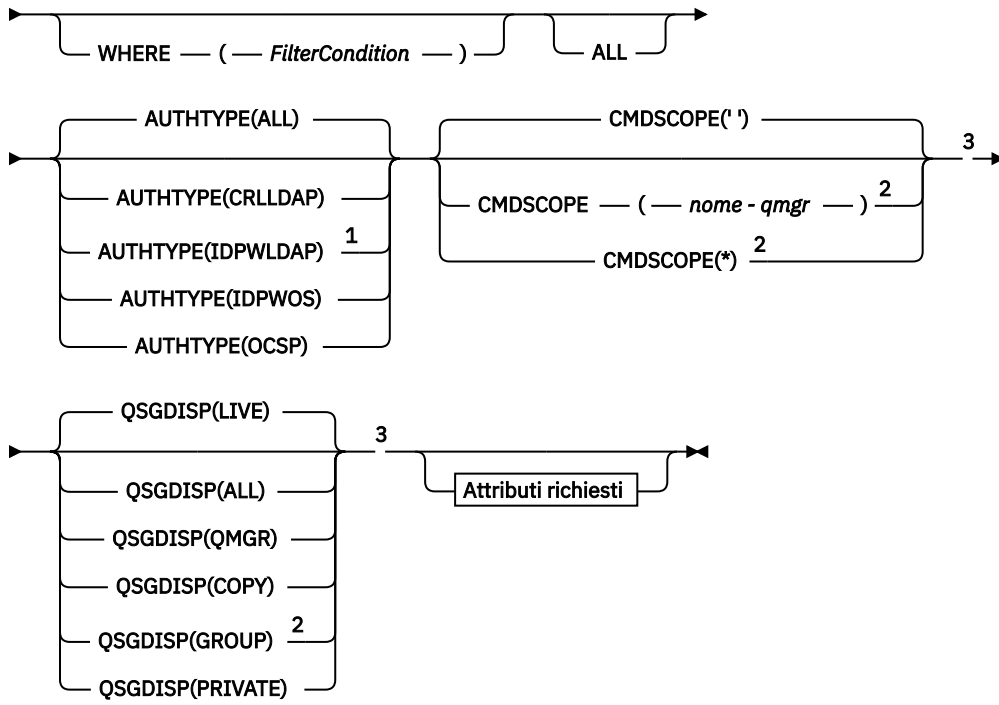 WHERE ( FilterCondition )
ALL
AUTHTYPE(ALL)
AUTHTYPE(CRLLDAP)
AUTHTYPE(IDPWLDAP) 1
AUTHTYPE(IDPWOS)
AUTHTYPE(OCSP)
CMDSCOPE(' ')
CMDSCOPE ( nome - qmgr ) 2
CMDSCOPE(*) 2
3
QSGDISP(LIVE)
QSGDISP(ALL)
QSGDISP(QMGR)
QSGDISP(COPY)
QSGDISP(GROUP) 2
QSGDISP(PRIVATE)
3
Attributi richiesti